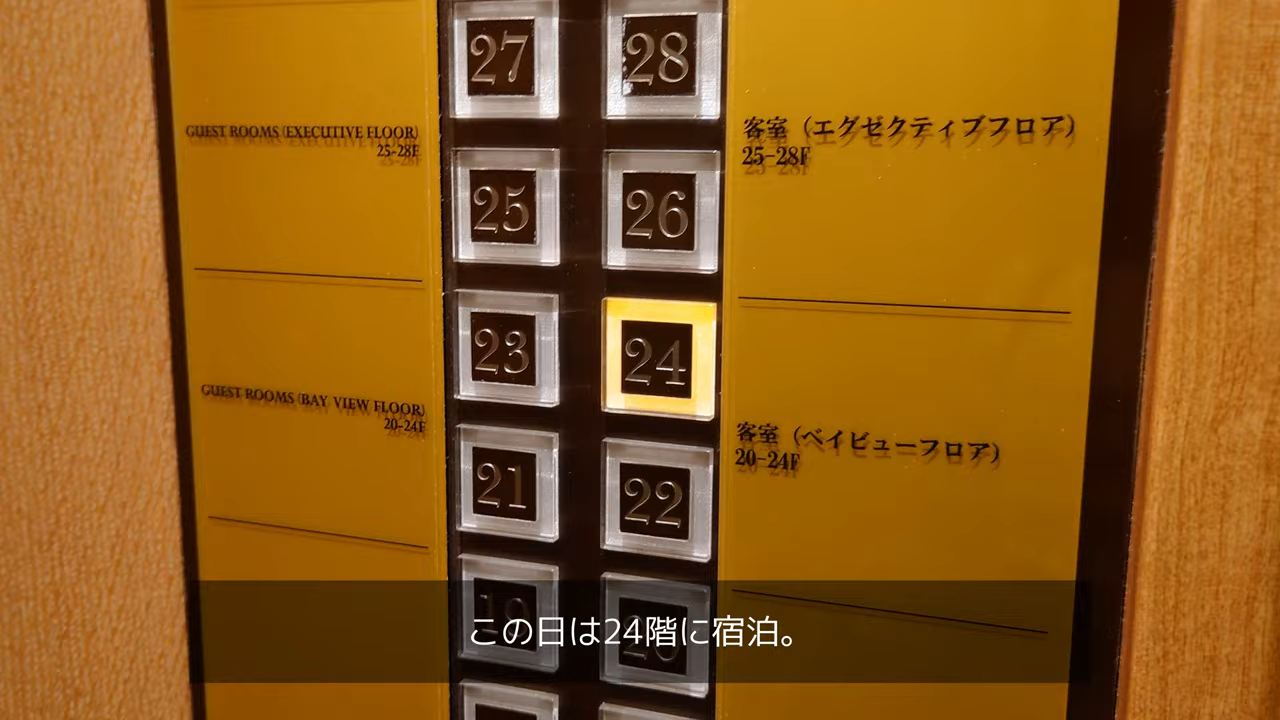 27 28
GUEST ROOMS (EXECUTIVE FLOOR)
25-28F
客室（エグゼクティブフロア）
25-28F
25 26
23 24
GUEST ROOMS (BAY VIEW FLOOR)
20-24F
客室（ベイビューフロア）
20-24F
21 22
19 20
この日は24階に宿泊。